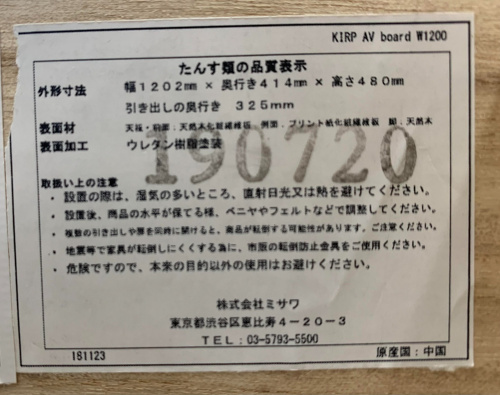 KIRP AV board W1200
たんす類の品質表示
外形寸法 幅1202mm × 奥行き414mm × 高さ480mm
引き出しの奥行き 325mm
表面材 天板・前面．天然木化粧繊維板．側面．プリント紙化粧繊維板 脚．天然木
表面加工 ウレタン樹脂塗装
190720
取扱い上の注意
・設置の際は、湿気の多いところ、直射日光又は熱を避けてください。
・設置後、商品の水平が保てる様、ベニヤやフェルトなどで調整してください。
・複数の引き出しや扉を同時に開けると、商品が転倒する可能性があります。ご注意ください。
・地震等で家具が転倒しにくくする為に、市販の転倒防止金具をご使用ください。
・危険ですので、本来の目的以外の使用はお避けください。
株式会社ミサワ
東京都渋谷区恵比寿4－20－3
TEL：03-5793-5500
161123 原産国：中国